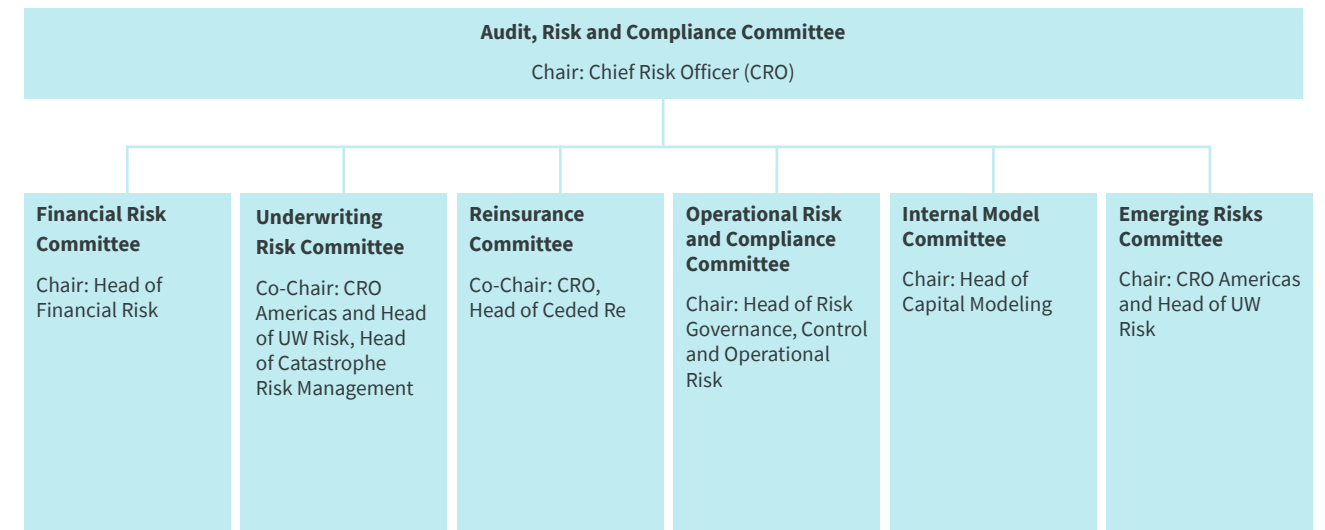 Audit, Risk and Compliance Committee
Chair: Chief Risk Officer (CRO)
Financial Risk
Committee
Chair: Head of
Financial Risk
Underwriting
Risk Committee
Co-Chair: CRO
Americas and Head
of UW Risk, Head
of Catastrophe
Risk Management
Reinsurance
Committee
Co-Chair: CRO,
Head of Ceded Re
Operational Risk
and Compliance
Committee
Chair: Head of Risk
Governance, Control
and Operational
Risk
Internal Model
Committee
Chair: Head of
Capital Modeling
Emerging Risks
Committee
Chair: CRO Americas
and Head of UW
Risk